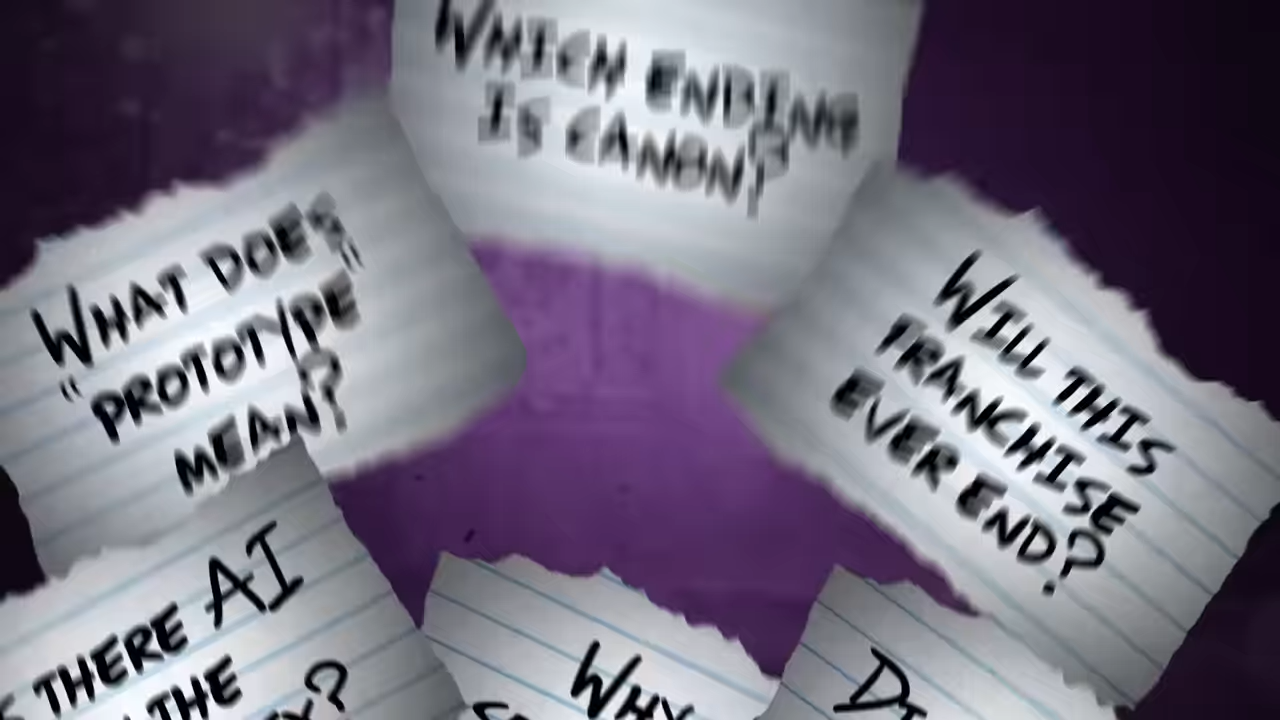 WHICH ENDING
IS CANON?
WHAT DOES
"PROTOTYPE"
MEAN?
WILL THIS
FRANCHISE
EVER END?
THERE AI
THE
WHY